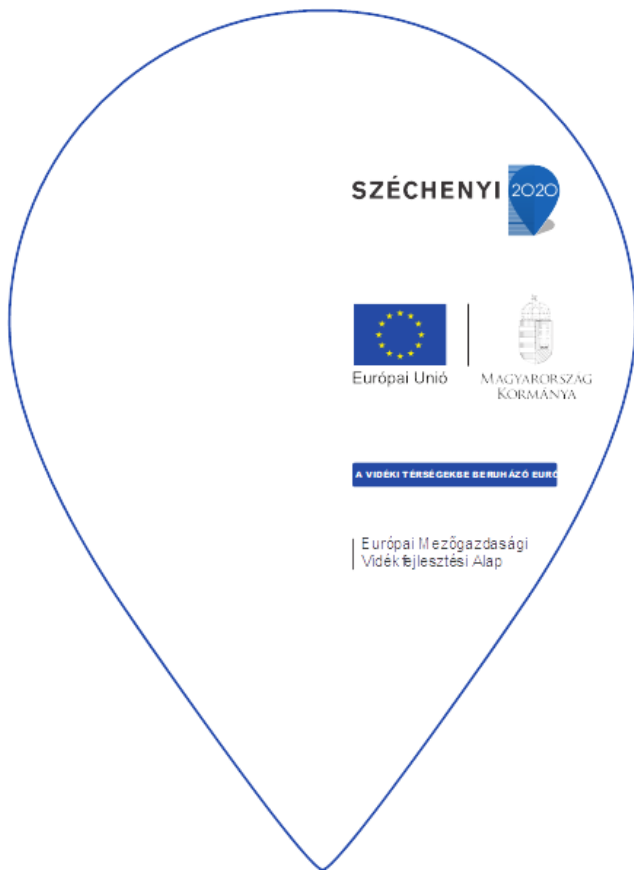 SZÉCHENYI 2020
Európai Unió
MAGYARORSZÁG
KORMÁNYA
A VIDÉKI TÉRSÉGEKBE BERUHÁZÓ EURÓ
Európai Mezőgazdasági
Vidékfejlesztési Alap